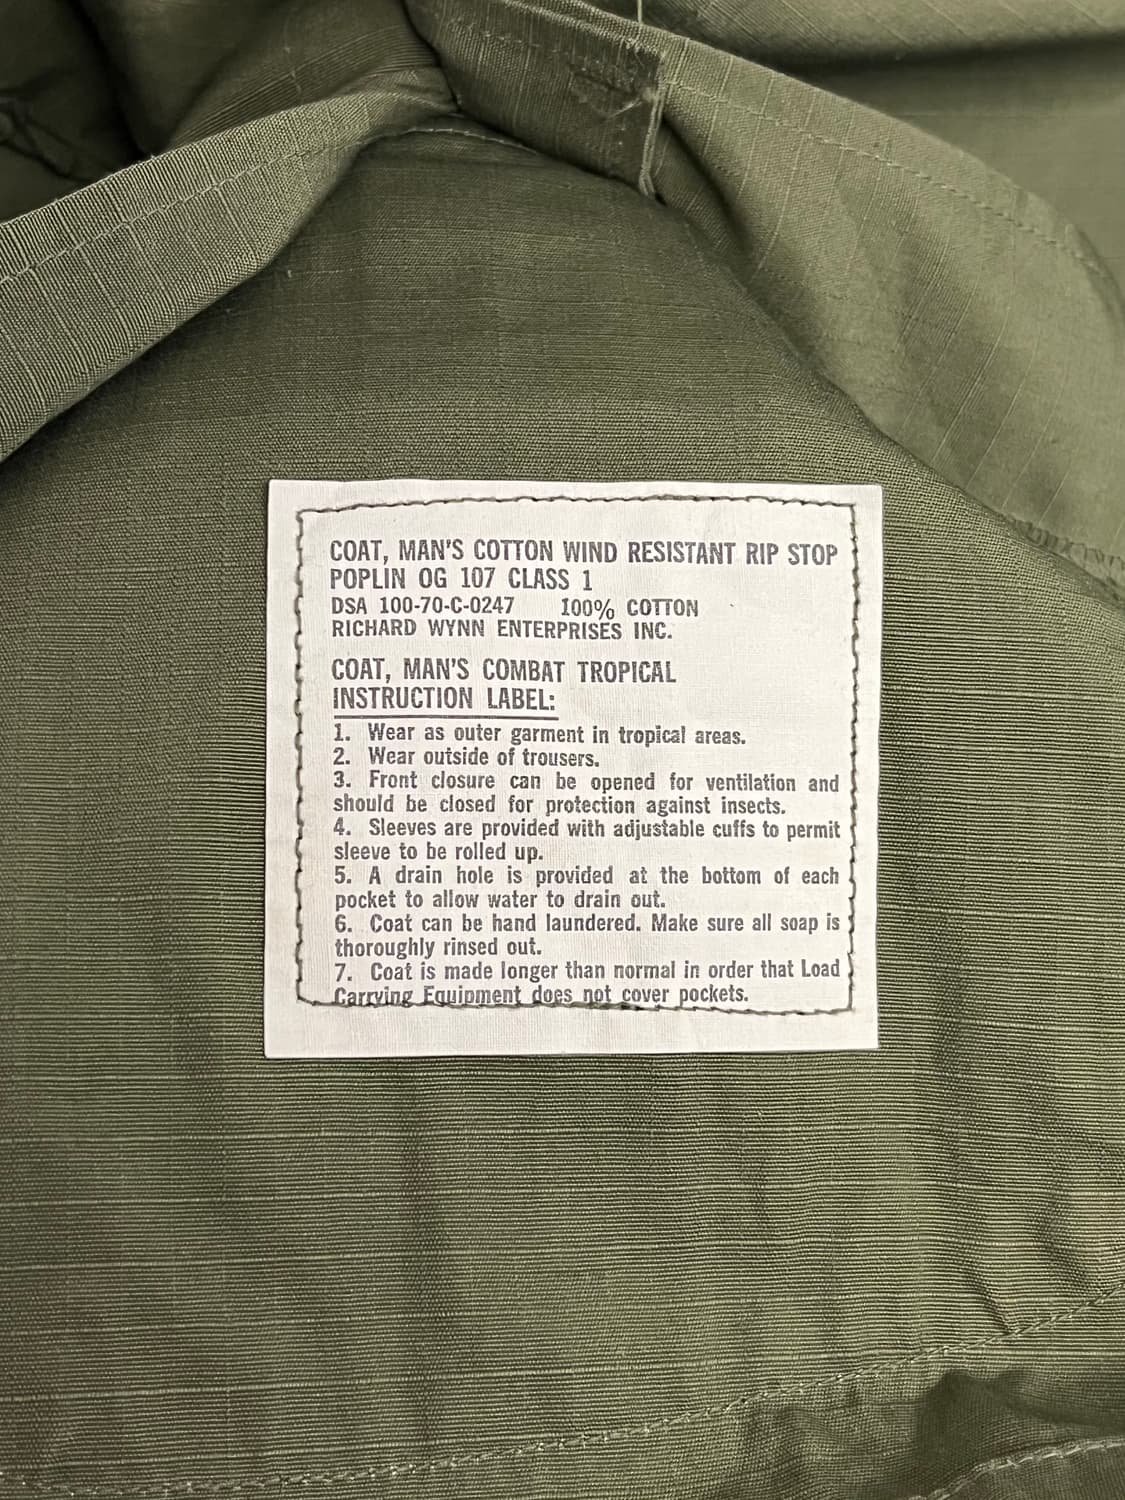 COAT, MAN'S COTTON WIND RESISTANT RIP STOP
POPLIN OG 107 CLASS 1
DSA 100-70-C-0247 100% COTTON
RICHARD WYNN ENTERPRISES INC.
COAT, MAN'S COMBAT TROPICAL
INSTRUCTION LABEL:
1. Wear as outer garment in tropical areas.
2. Wear outside of trousers.
3. Front closure can be opened for ventilation and
should be closed for protection against insects.
4. Sleeves are provided with adjustable cuffs to permit
sleeve to be rolled up.
5. A drain hole is provided at the bottom of each
pocket to allow water to drain out.
6. Coat can be hand laundered. Make sure all soap is
thoroughly rinsed out.
7. Coat is made longer than normal in order that Load
Carrying Equipment does not cover pockets.